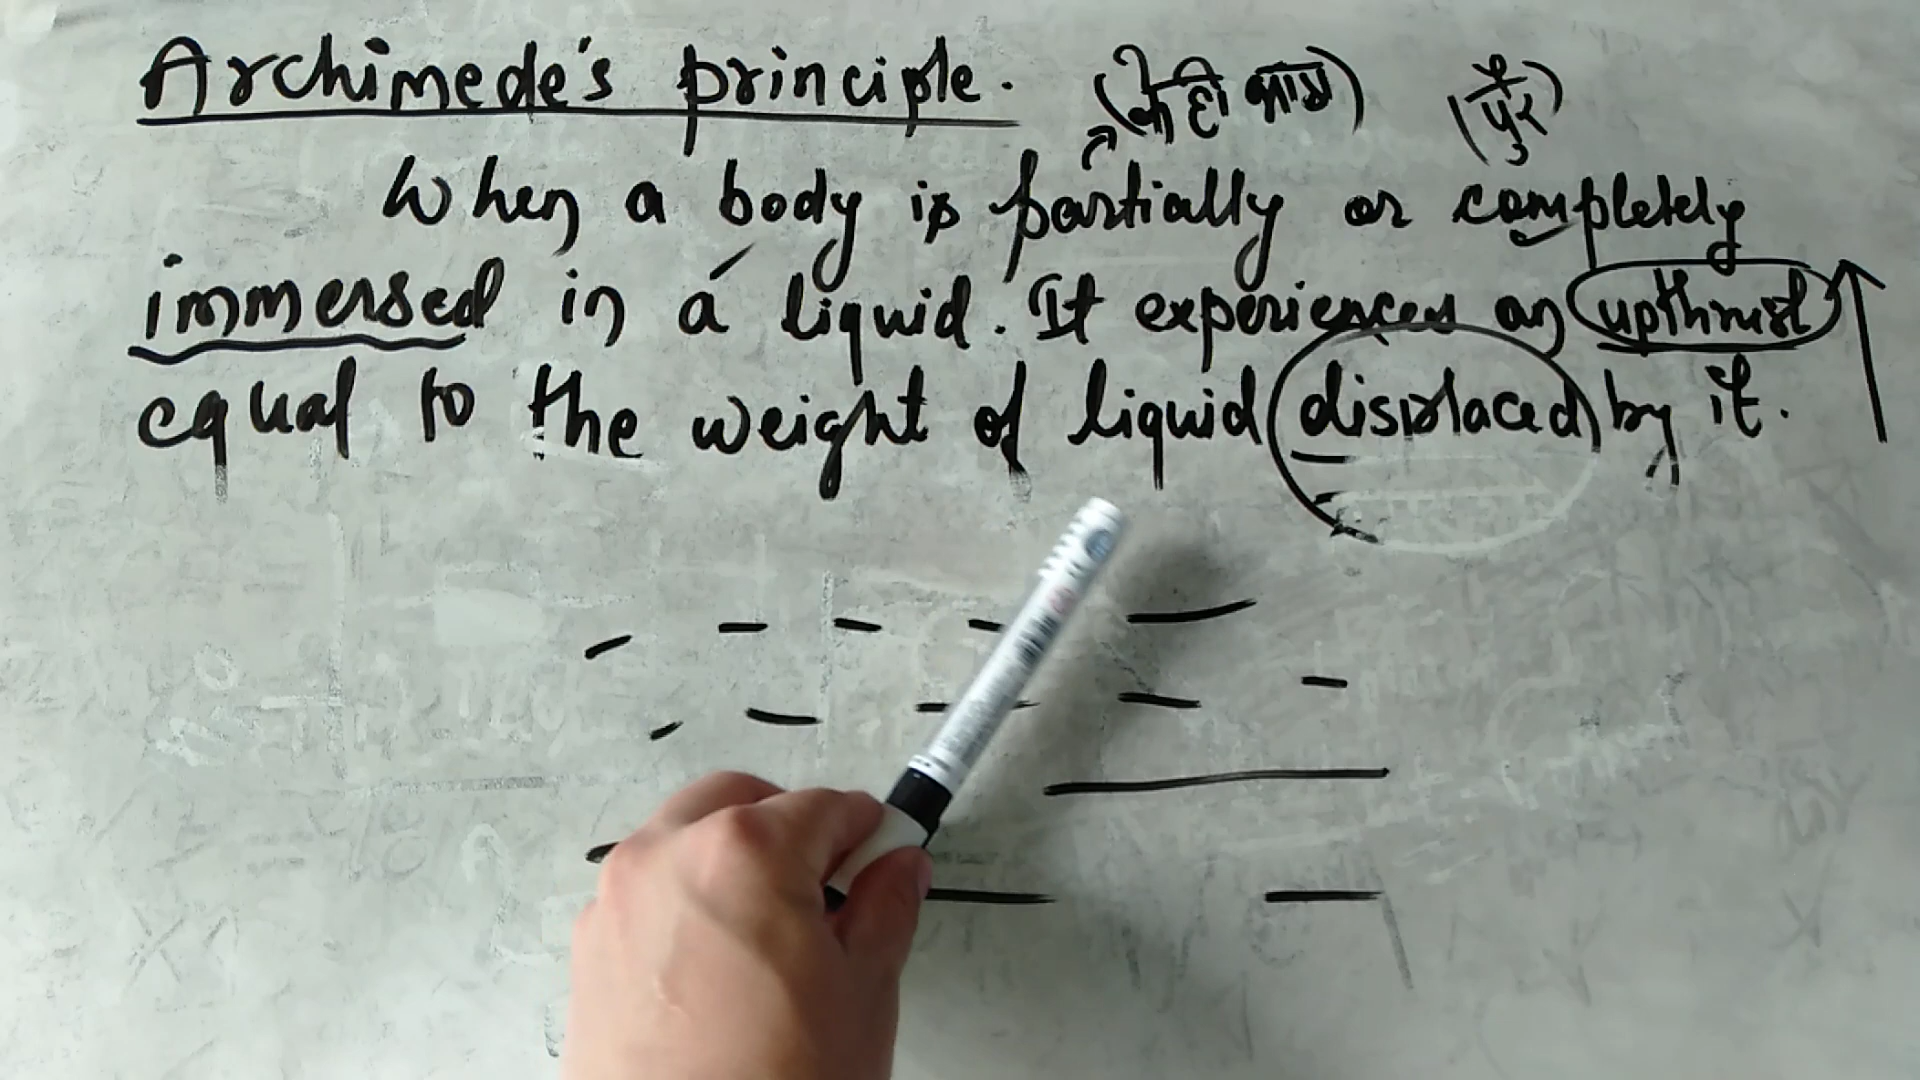 Archimede's principle. (को ही भाग) (पुरै)
When a body is partially or completely
immersed in a liquid. It experiences an upthrust
equal to the weight of liquid displaced by it.